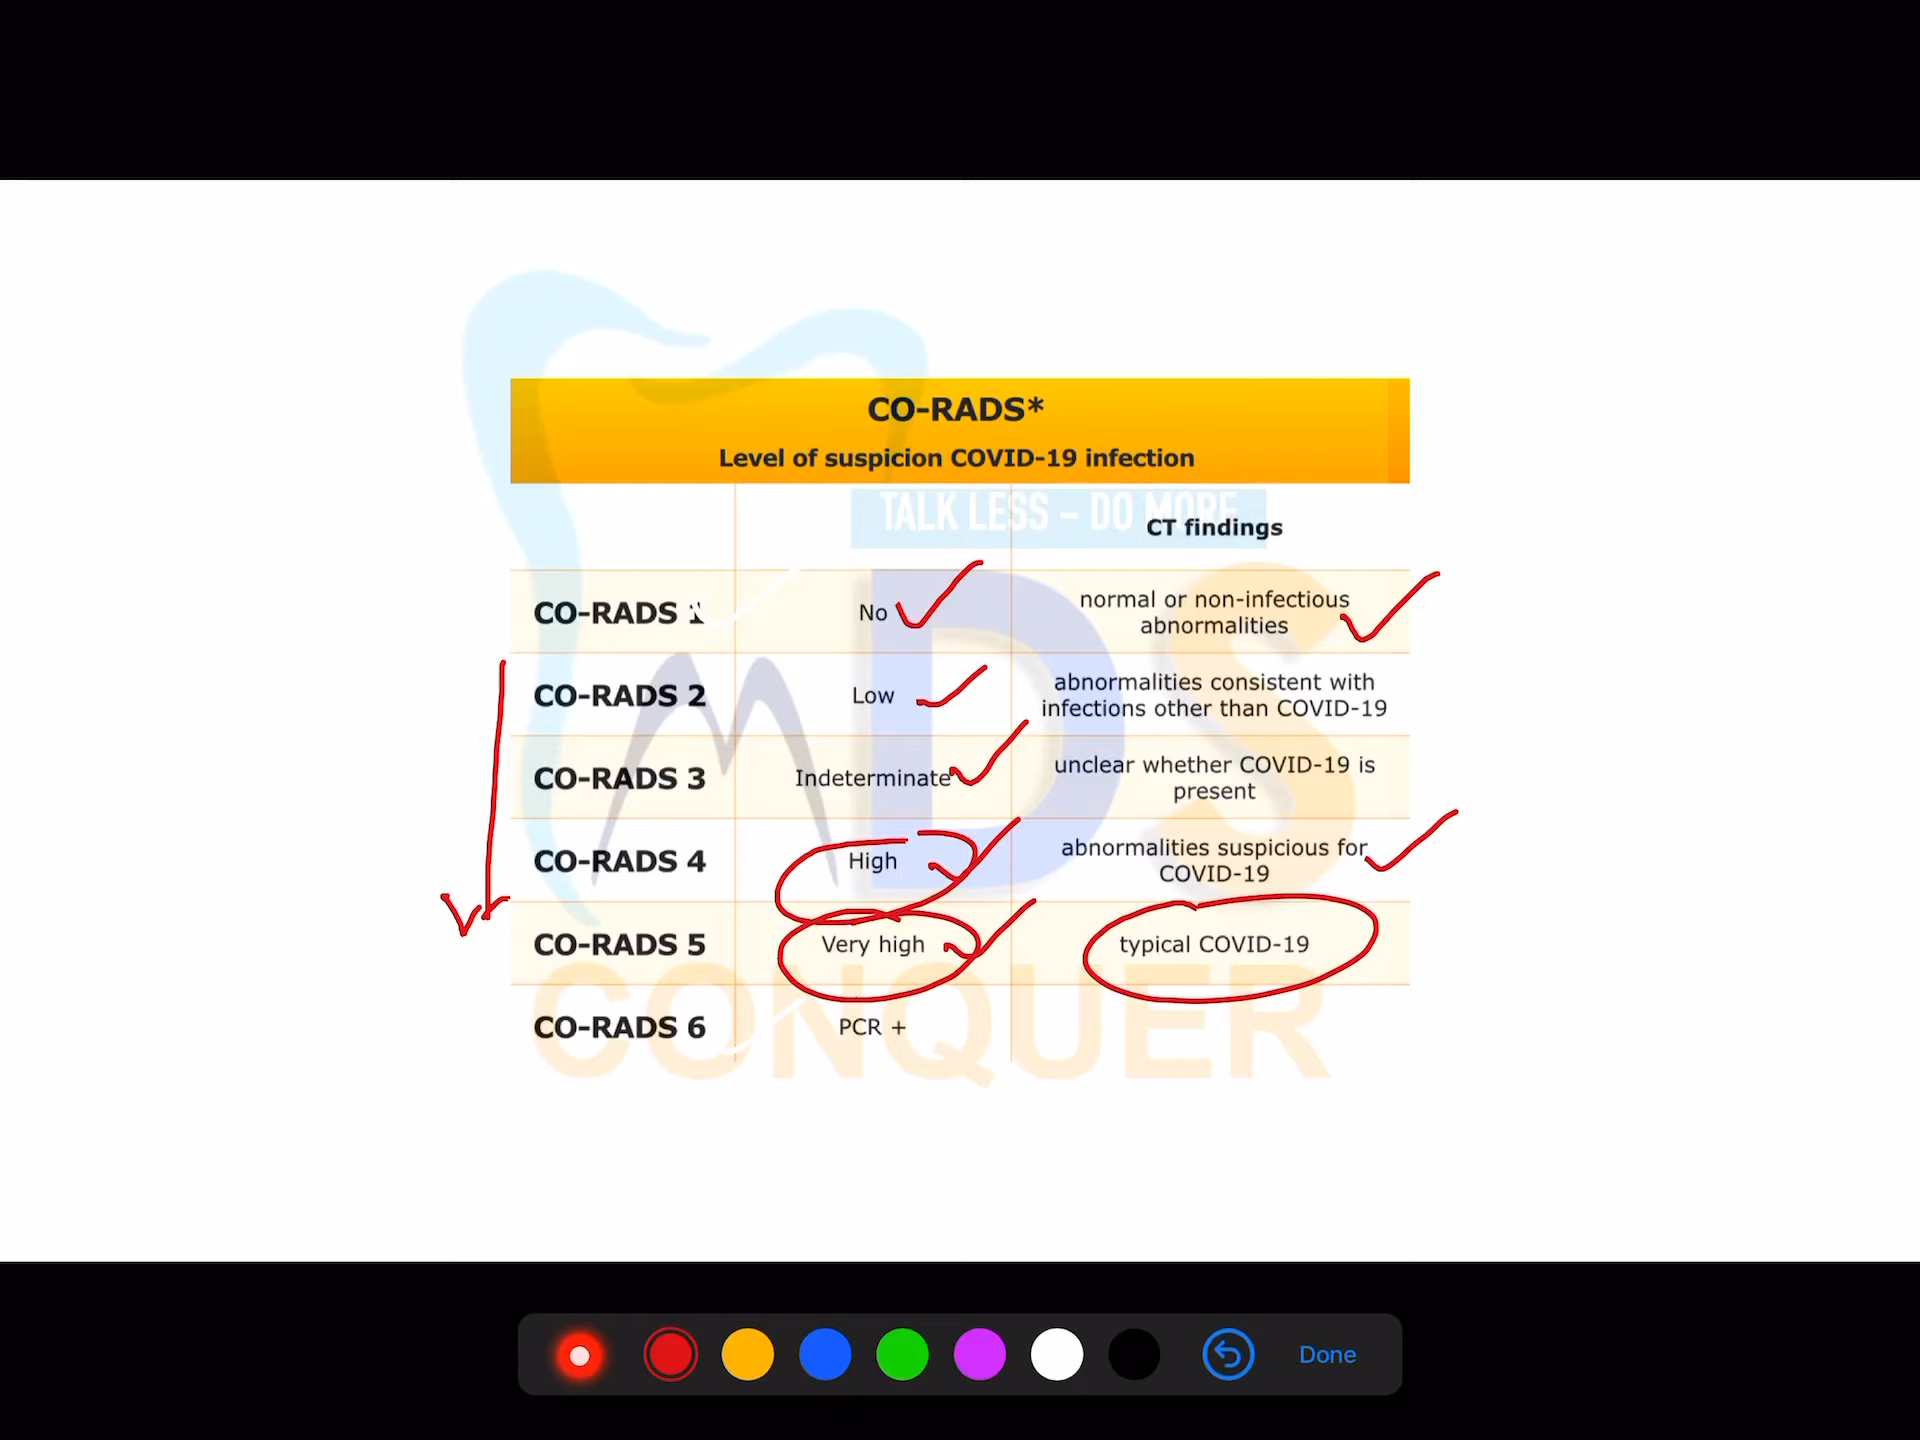 CO-RADS*
Level of suspicion COVID-19 infection
TALK LESS - DO MORE
CT findings
CO-RADS 1
No
normal or non-infectious
abnormalities
CO-RADS 2
Low
abnormalities consistent with
infections other than COVID-19
CO-RADS 3
Indeterminate
unclear whether COVID-19 is
present
CO-RADS 4
High
abnormalities suspicious for
COVID-19
CO-RADS 5
Very high
typical COVID-19
CO-RADS 6
PCR +
MDS
CONQUER
Done